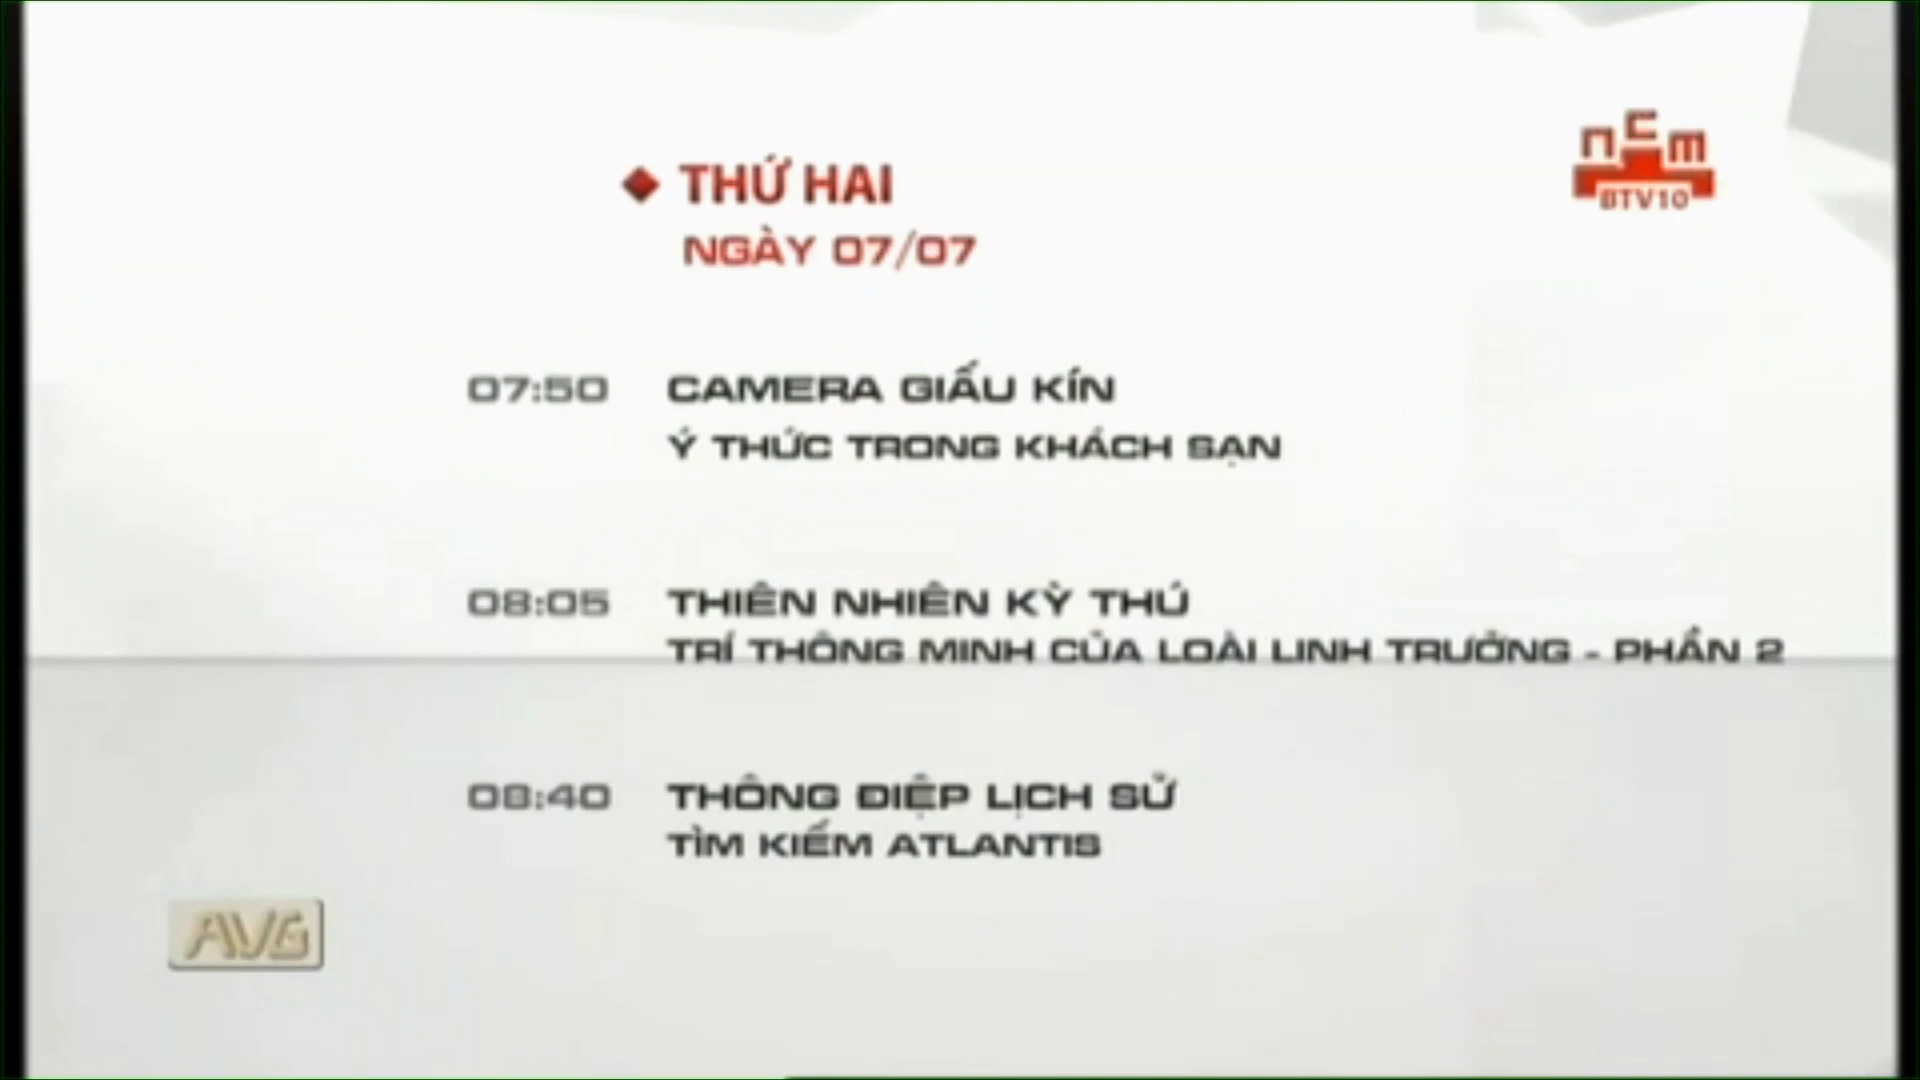 THỨ HAI
NGÀY 07/07
ncm
BTV10
07:50 CAMERA GIẤU KÍN
Ý THỨC TRONG KHÁCH SẠN
08:05 THIÊN NHIÊN KỲ THÚ
TRÍ THÔNG MINH CỦA LOÀI LINH TRƯỞNG - PHẦN 2
08:40 THÔNG ĐIỆP LỊCH SỬ
TÌM KIẾM ATLANTIS
AVG